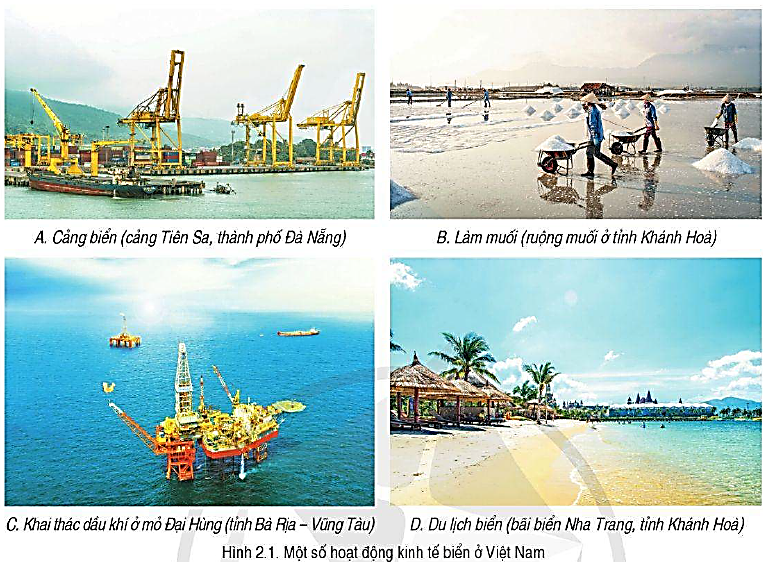 A. Cảng biển (cảng Tiên Sa, thành phố Đà Nẵng)
B. Làm muối (ruộng muối ở tỉnh Khánh Hoà)
C. Khai thác dầu khí ở mỏ Đại Hùng (tỉnh Bà Rịa – Vũng Tàu)
D. Du lịch biển (bãi biển Nha Trang, tỉnh Khánh Hoà)
Hình 2.1. Một số hoạt động kinh tế biển ở Việt Nam